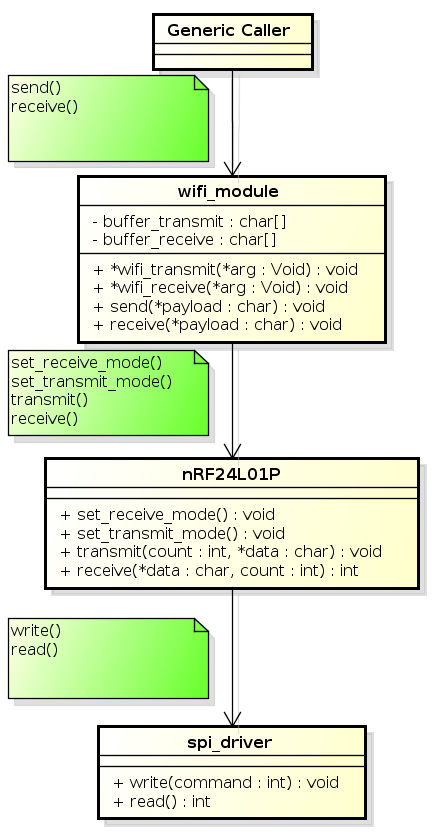 Generic Caller
send()
receive()
wifi_module
- buffer_transmit : char[]
- buffer_receive : char[]
+ *wifi_transmit(*arg : Void) : void
+ *wifi_receive(*arg : Void) : void
+ send(*payload : char) : void
+ receive(*payload : char) : void
set_receive_mode()
set_transmit_mode()
transmit()
receive()
nRF24L01P
+ set_receive_mode() : void
+ set_transmit_mode() : void
+ transmit(count : int, *data : char) : void
+ receive(*data : char, count : int) : int
write()
read()
spi_driver
+ write(command : int) : void
+ read() : int